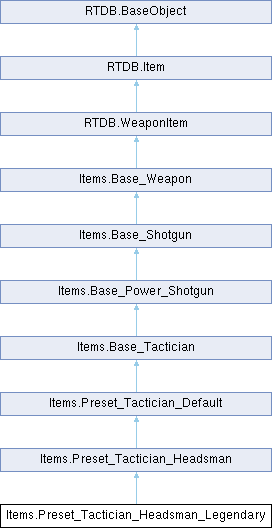 RTDB.BaseObject
RTDB.Item
RTDB.WeaponItem
Items.Base_Weapon
Items.Base_Shotgun
Items.Base_Power_Shotgun
Items.Base_Tactician
Items.Preset_Tactician_Default
Items.Preset_Tactician_Headsman
Items.Preset_Tactician_Headsman_Legendary